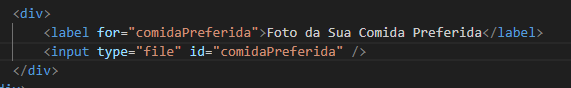 <div>
<label for="comidaPreferida">Foto da Sua Comida Preferida</label>
<input type="file" id="comidaPreferida" />
</div>